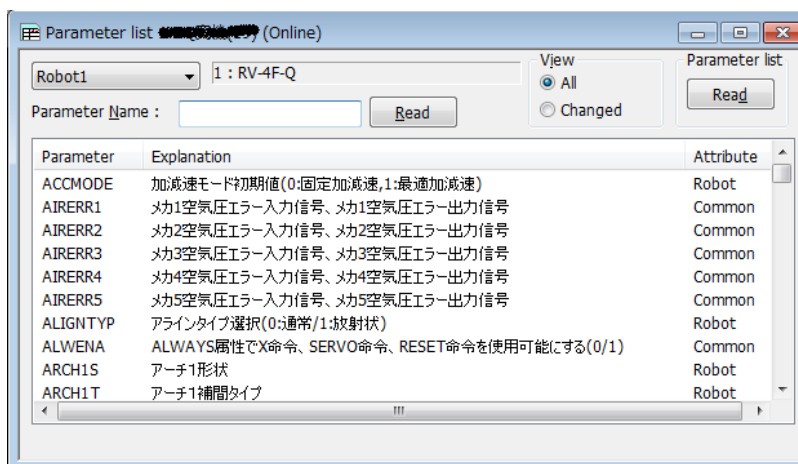 Parameter list (Online)
Robot1 1 : RV-4F-Q
View
All
Changed
Parameter list
Read
Parameter Name :
Read
Parameter Explanation Attribute
ACCMODE 加減速モード初期値(0:固定加減速,1:最適加減速) Robot
AIRERR1 メカ1空気圧エラー入力信号、メカ1空気圧エラー出力信号 Common
AIRERR2 メカ2空気圧エラー入力信号、メカ2空気圧エラー出力信号 Common
AIRERR3 メカ3空気圧エラー入力信号、メカ3空気圧エラー出力信号 Common
AIRERR4 メカ4空気圧エラー入力信号、メカ4空気圧エラー出力信号 Common
AIRERR5 メカ5空気圧エラー入力信号、メカ5空気圧エラー出力信号 Common
ALIGNTYP アラインタイプ選択(0:通常/1:放射状) Robot
ALWENA ALWAYS属性でX命令、SERVO命令、RESET命令を使用可能にする(0/1) Common
ARCH1S アーチ1形状 Robot
ARCH1T アーチ1補間タイプ Robot